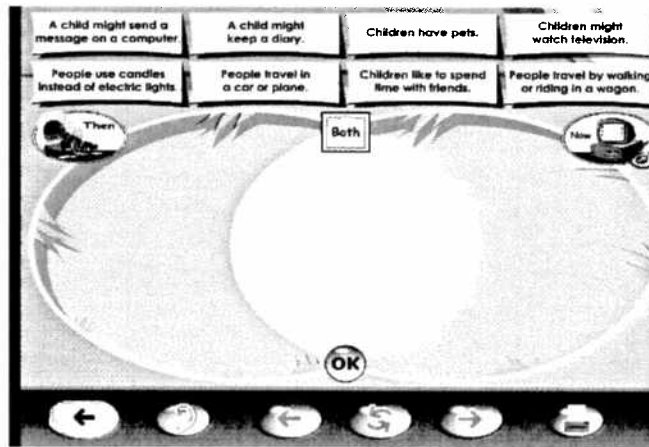 A child might send a
message on a computer.
A child might
keep a diary.
Children have pets.
Children might
watch television.
People use candles
instead of electric lights.
People travel in
a car or plane.
Children like to spend
time with friends.
People travel by walking
or riding in a wagon.
Then
Both
Now
OK